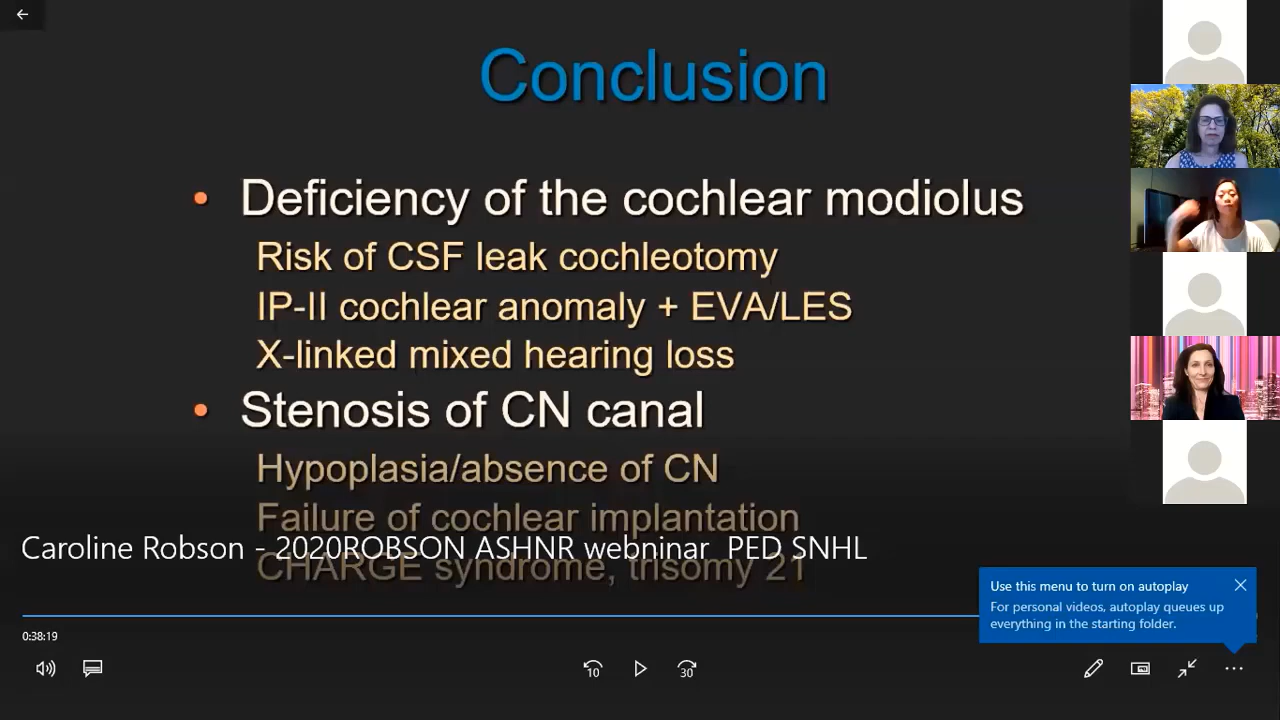 Conclusion
• Deficiency of the cochlear modiolus
Risk of CSF leak cochleotomy
IP-II cochlear anomaly + EVA/LES
X-linked mixed hearing loss
• Stenosis of CN canal
Hypoplasia/absence of CN
Failure of cochlear implantation
Caroline Robson - 2020ROBSON ASHNR webninar PED SNHL
CHARGE syndrome, trisomy 21
Use this menu to turn on autoplay
For personal videos, autoplay queues up
everything in the starting folder.
0:38:19
10
30